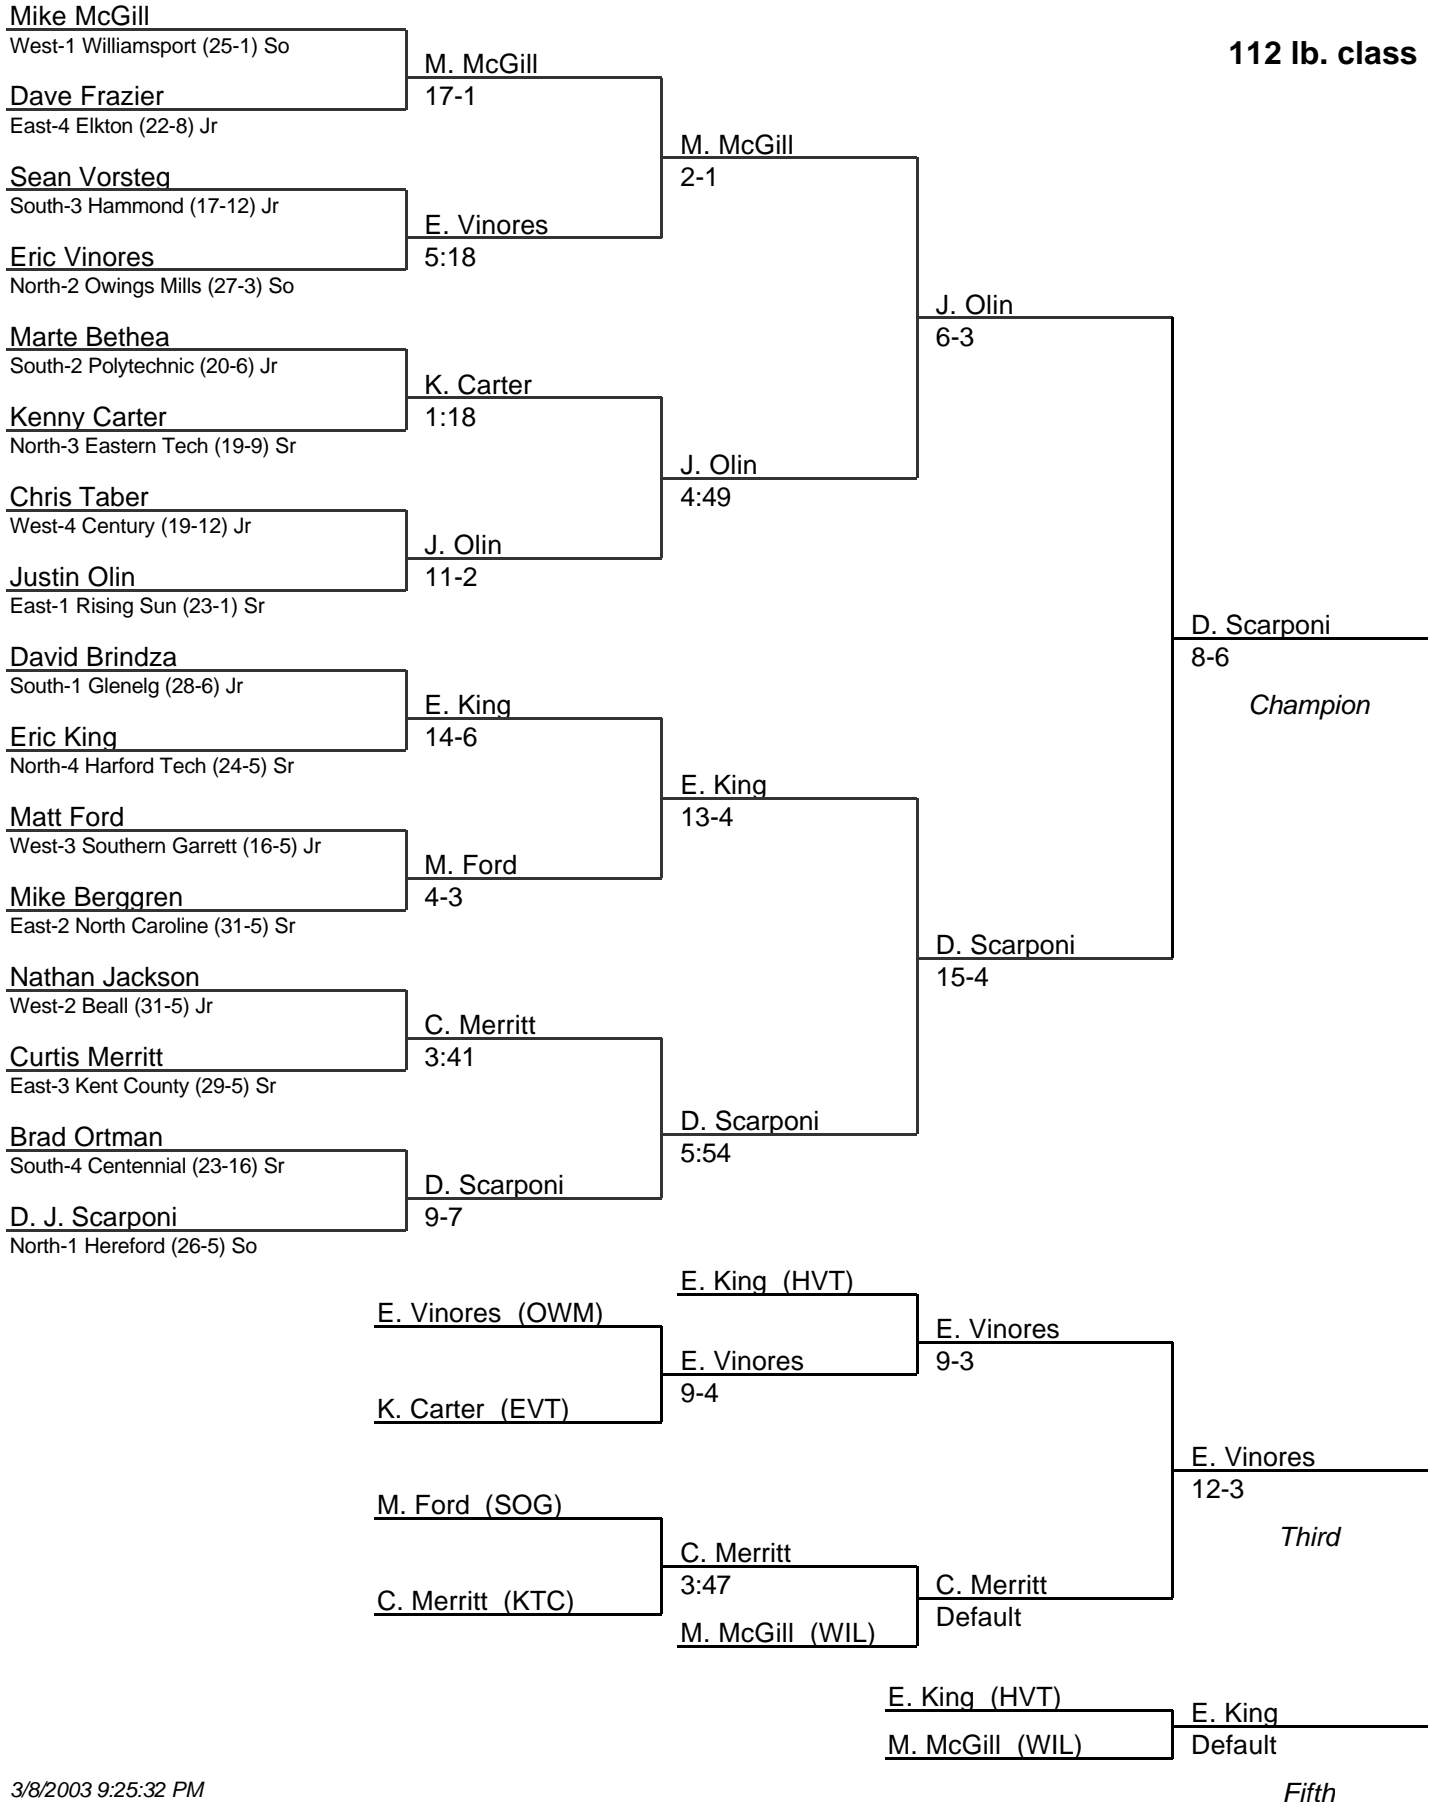 Mike McGill
West-1 Williamsport (25-1) So
112 lb. class
M. McGill
17-1
Dave Frazier
East-4 Elkton (22-8) Jr
M. McGill
2-1
Sean Vorsteg
South-3 Hammond (17-12) Jr
E. Vinores
5:18
Eric Vinores
North-2 Owings Mills (27-3) So
J. Olin
6-3
Marte Bethea
South-2 Polytechnic (20-6) Jr
K. Carter
1:18
Kenny Carter
North-3 Eastern Tech (19-9) Sr
J. Olin
4:49
Chris Taber
West-4 Century (19-12) Jr
J. Olin
11-2
Justin Olin
East-1 Rising Sun (23-1) Sr
D. Scarponi
8-6
Champion
David Brindza
South-1 Glenelg (28-6) Jr
E. King
14-6
Eric King
North-4 Harford Tech (24-5) Sr
E. King
13-4
Matt Ford
West-3 Southern Garrett (16-5) Jr
M. Ford
4-3
Mike Berggren
East-2 North Caroline (31-5) Sr
D. Scarponi
15-4
Nathan Jackson
West-2 Beall (31-5) Jr
C. Merritt
3:41
Curtis Merritt
East-3 Kent County (29-5) Sr
D. Scarponi
5:54
Brad Ortman
South-4 Centennial (23-16) Sr
D. Scarponi
9-7
D. J. Scarponi
North-1 Hereford (26-5) So
E. King (HVT)
E. Vinores (OWM)
E. Vinores
9-3
E. Vinores
9-4
K. Carter (EVT)
E. Vinores
12-3
Third
M. Ford (SOG)
C. Merritt
3:47
C. Merritt (KTC)
C. Merritt
Default
M. McGill (WIL)
E. King (HVT)
E. King
Default
M. McGill (WIL)
Fifth
3/8/2003 9:25:32 PM